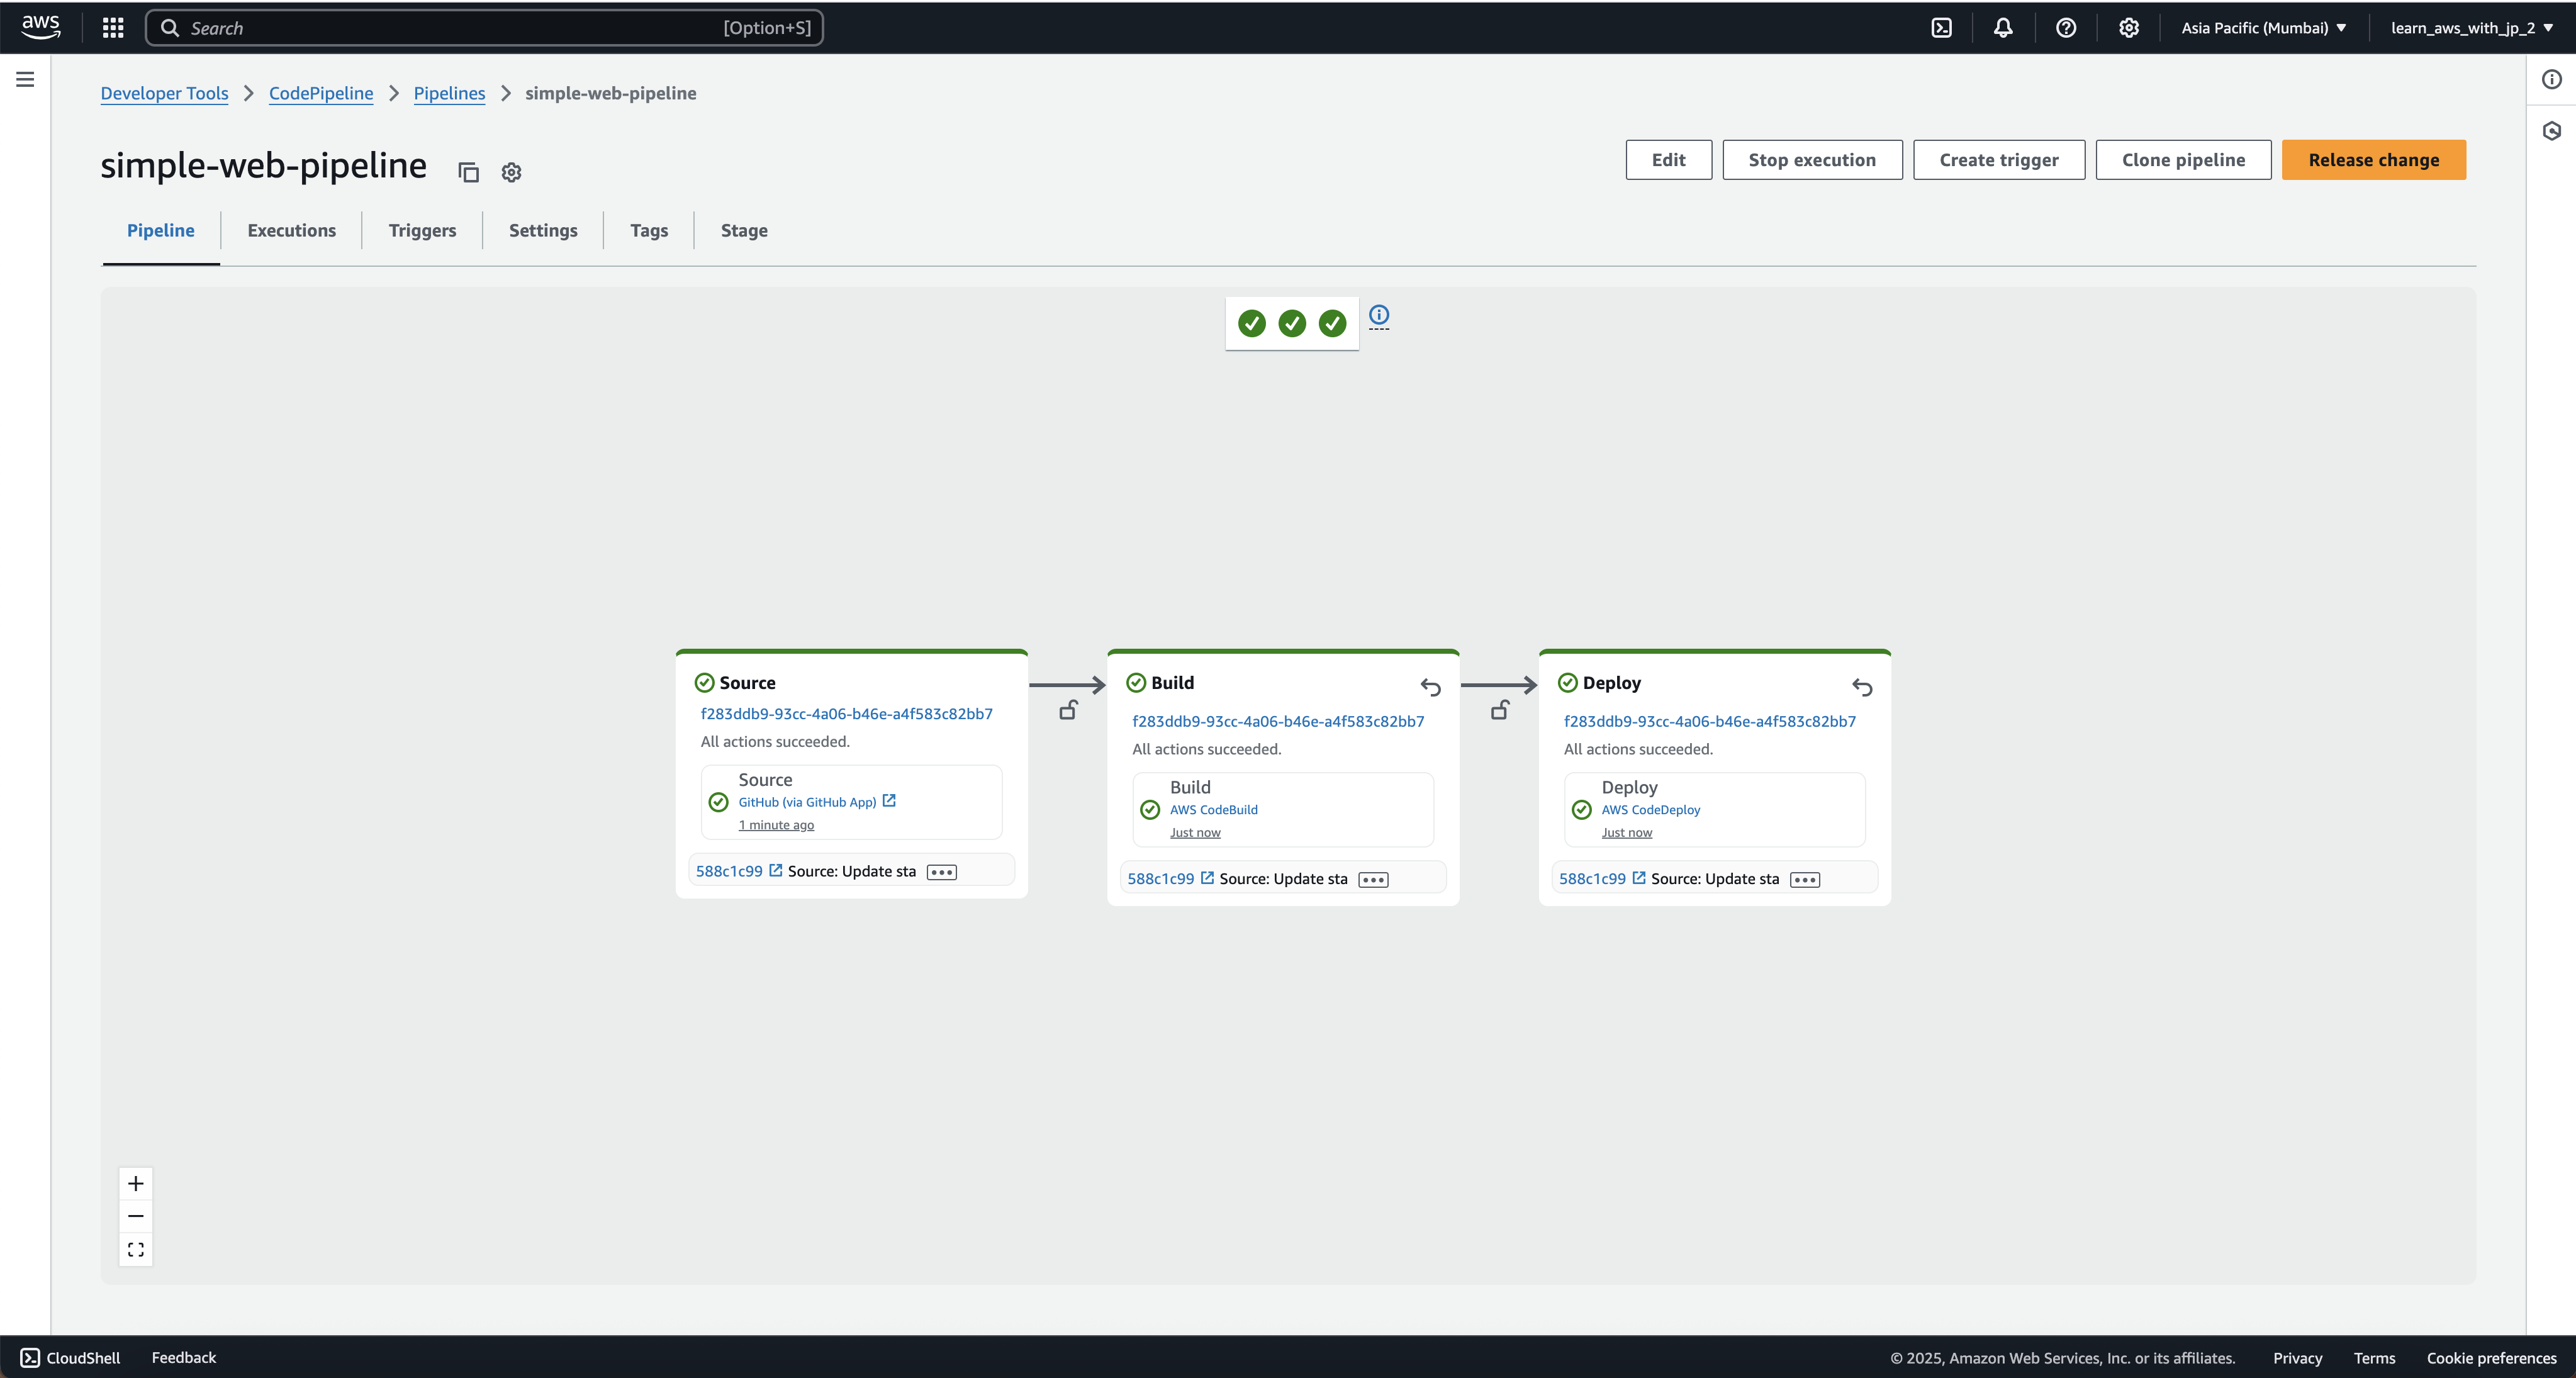 aws
Search [Option+S]
Asia Pacific (Mumbai)
learn_aws_with_jp_2
Developer Tools
CodePipeline
Pipelines
simple-web-pipeline
simple-web-pipeline
Edit
Stop execution
Create trigger
Clone pipeline
Release change
Pipeline
Executions
Triggers
Settings
Tags
Stage
Source
f283ddb9-93cc-4a06-b46e-a4f583c82bb7
All actions succeeded.
Source
GitHub (via GitHub App)
1 minute ago
588c1c99 Source: Update sta
Build
f283ddb9-93cc-4a06-b46e-a4f583c82bb7
All actions succeeded.
Build
AWS CodeBuild
Just now
588c1c99 Source: Update sta
Deploy
f283ddb9-93cc-4a06-b46e-a4f583c82bb7
All actions succeeded.
Deploy
AWS CodeDeploy
Just now
588c1c99 Source: Update sta
CloudShell
Feedback
© 2025, Amazon Web Services, Inc. or its affiliates.
Privacy
Terms
Cookie preferences